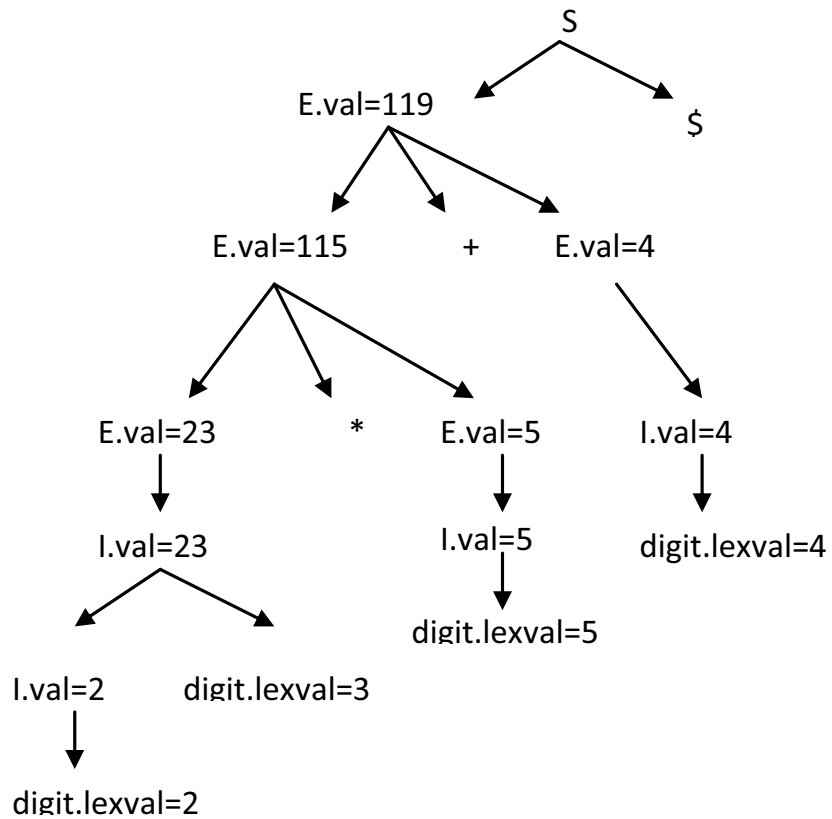 S
E.val=119
$
E.val=115 + E.val=4
E.val=23 * E.val=5 I.val=4
I.val=23 I.val=5 digit.lexval=4
digit.lexval=5
I.val=2 digit.lexval=3
digit.lexval=2